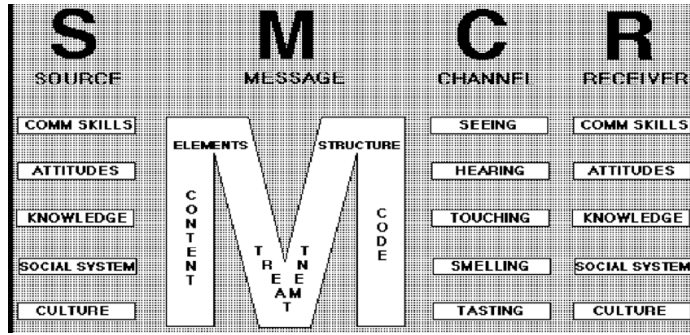 S M C R
SOURCE MESSAGE CHANNEL RECEIVER
COMM SKILLS
ATTITUDES
KNOWLEDGE
SOCIAL SYSTEM
CULTURE
ELEMENTS STRUCTURE
CONTENT
TREATMENT
CODE
SEEING
HEARING
TOUCHING
SMELLING
TASTING
COMM SKILLS
ATTITUDES
KNOWLEDGE
SOCIAL SYSTEM
CULTURE